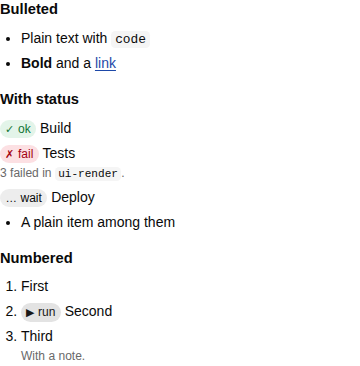 Bulleted
• Plain text with code
• Bold and a link
With status
✓ ok Build
✗ fail Tests
3 failed in ui-render.
… wait Deploy
• A plain item among them
Numbered
1. First
2. ▶ run Second
3. Third
With a note.